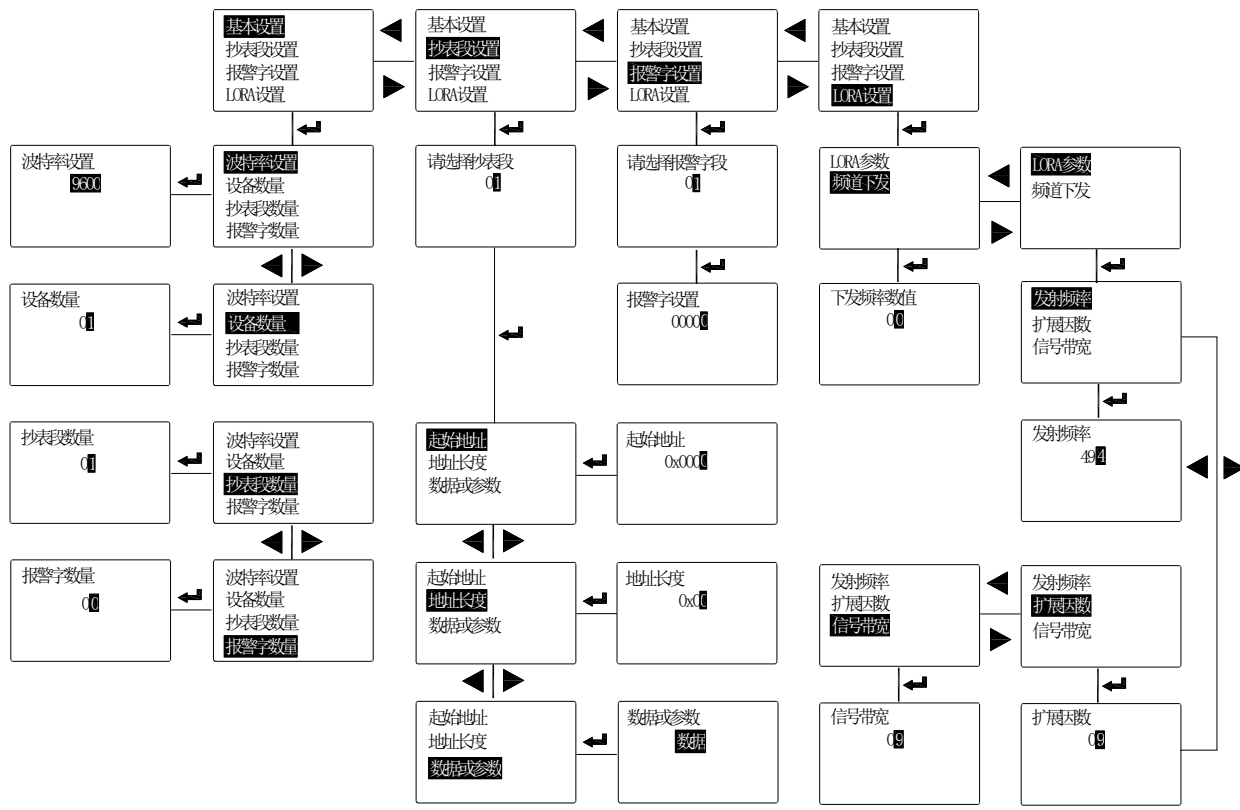 基本设置
抄表段设置
报警字设置
LORA设置
基本设置
抄表段设置
报警字设置
LORA设置
基本设置
抄表段设置
报警字设置
LORA设置
基本设置
抄表段设置
报警字设置
LORA设置
波特率设置
9600
波特率设置
设备数量
抄表段数量
报警字数量
请选择抄表段
01
请选择报警字段
01
LORA参数
频道下发
LORA参数
频道下发
设备数量
01
波特率设置
设备数量
抄表段数量
报警字数量
报警字设置
00000
下发频率数值
00
发射频率
扩展因数
信号带宽
抄表段数量
01
波特率设置
设备数量
抄表段数量
报警字数量
起始地址
地址长度
数据或参数
起始地址
0x0000
发射频率
494
报警字数量
00
波特率设置
设备数量
抄表段数量
报警字数量
起始地址
地址长度
数据或参数
地址长度
0x00
发射频率
扩展因数
信号带宽
发射频率
扩展因数
信号带宽
起始地址
地址长度
数据或参数
数据或参数
数据
信号带宽
09
扩展因数
09